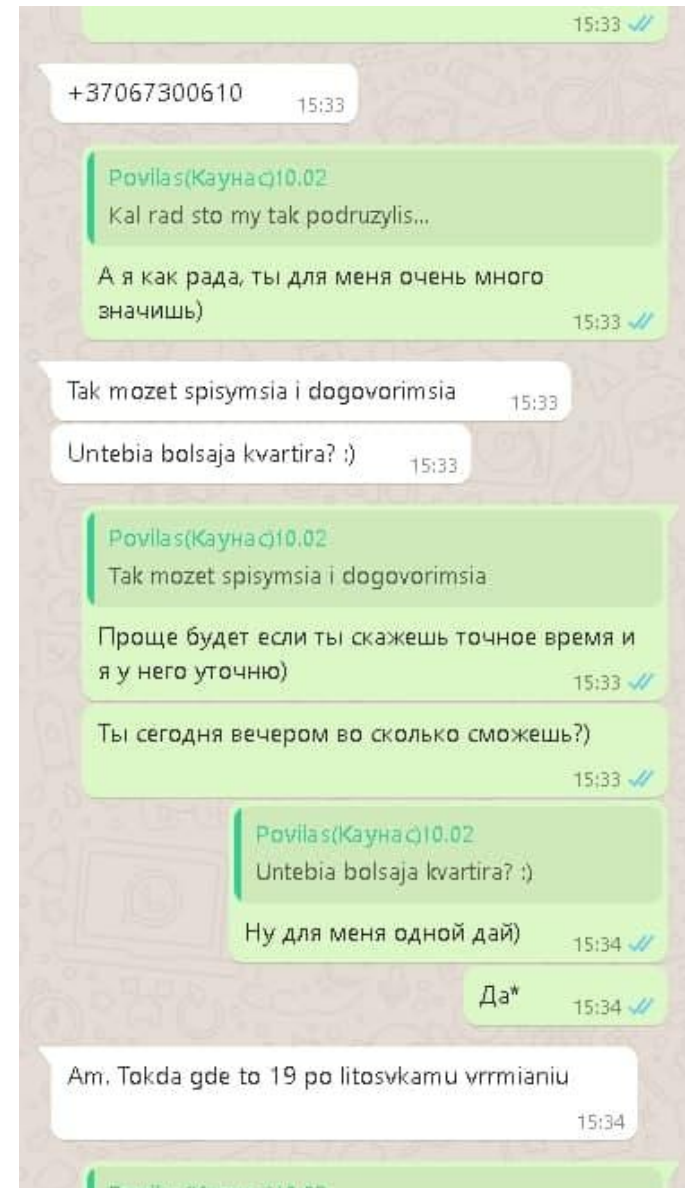 15:33
+37067300610 15:33
Povilas(Каунас)10.02
Kal rad sto my tak podruzylis...
А я как рада, ты для меня очень много
значишь) 15:33
Tak mozet spisymsia i dogovorimsia 15:33
Untebia bolsaja kvartira? :) 15:33
Povilas(Каунас)10.02
Tak mozet spisymsia i dogovorimsia
Проще будет если ты скажешь точное время и
я у него уточню) 15:33
Ты сегодня вечером во сколько сможешь?)
15:33
Povilas(Каунас)10.02
Untebia bolsaja kvartira? :)
Ну для меня одной дай) 15:34
Да* 15:34
Am. Tokda gde to 19 po litosvkamu vrrmianiu
15:34